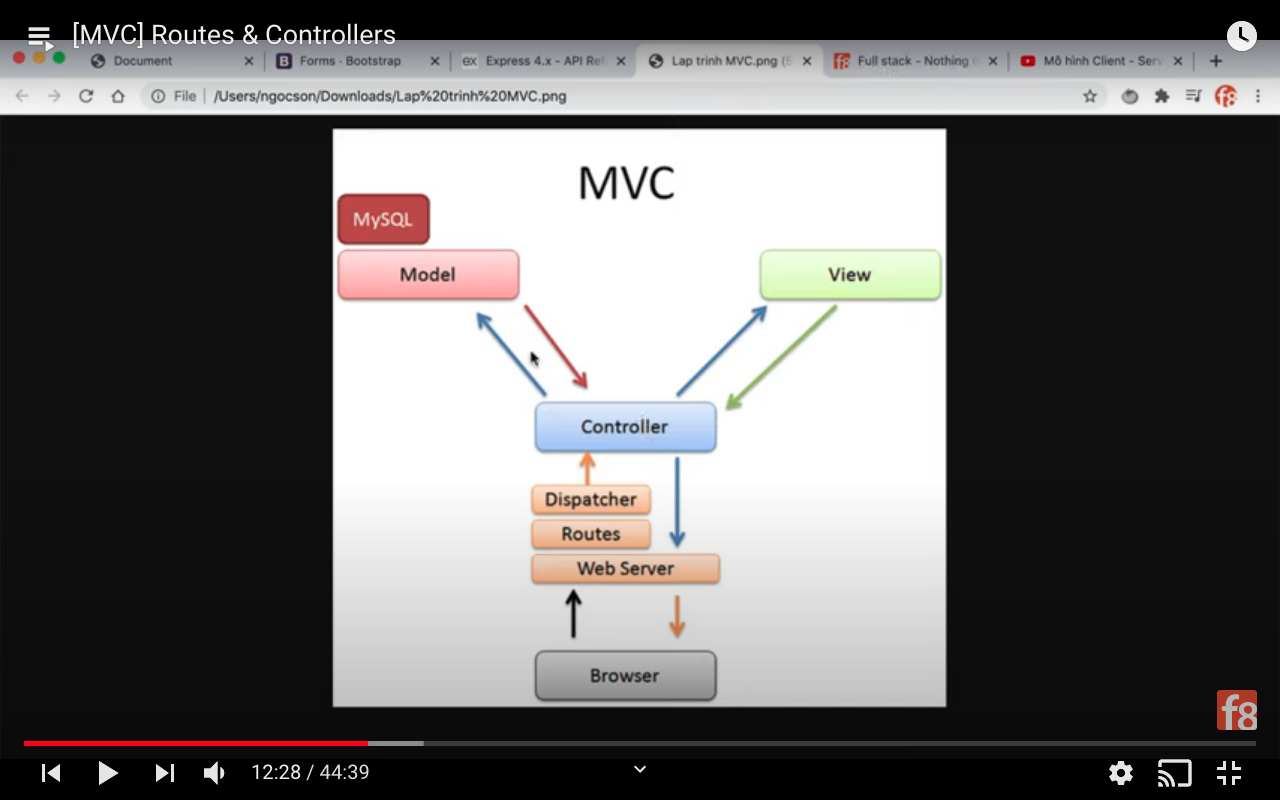 [MVC] Routes & Controllers
Document
Forms · Bootstrap
ex Express 4.x - API Ref
Lap trinh MVC.png (5
Full stack - Nothing
Mô hình Client - Serv
File
/Users/ngocson/Downloads/Lap%20trinh%20MVC.png
MVC
MySQL
Model
View
Controller
Dispatcher
Routes
Web Server
Browser
f8
12:28 / 44:39